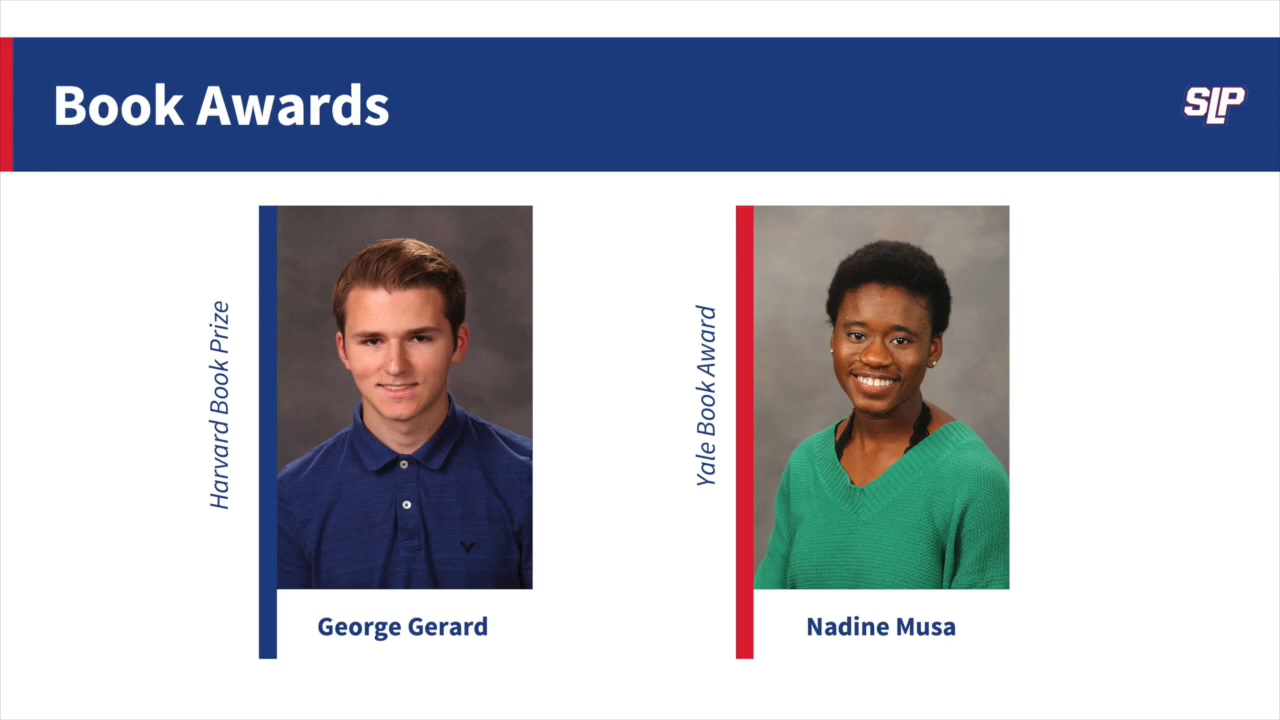 Book Awards
SLP
Harvard Book Prize
George Gerard
Yale Book Award
Nadine Musa